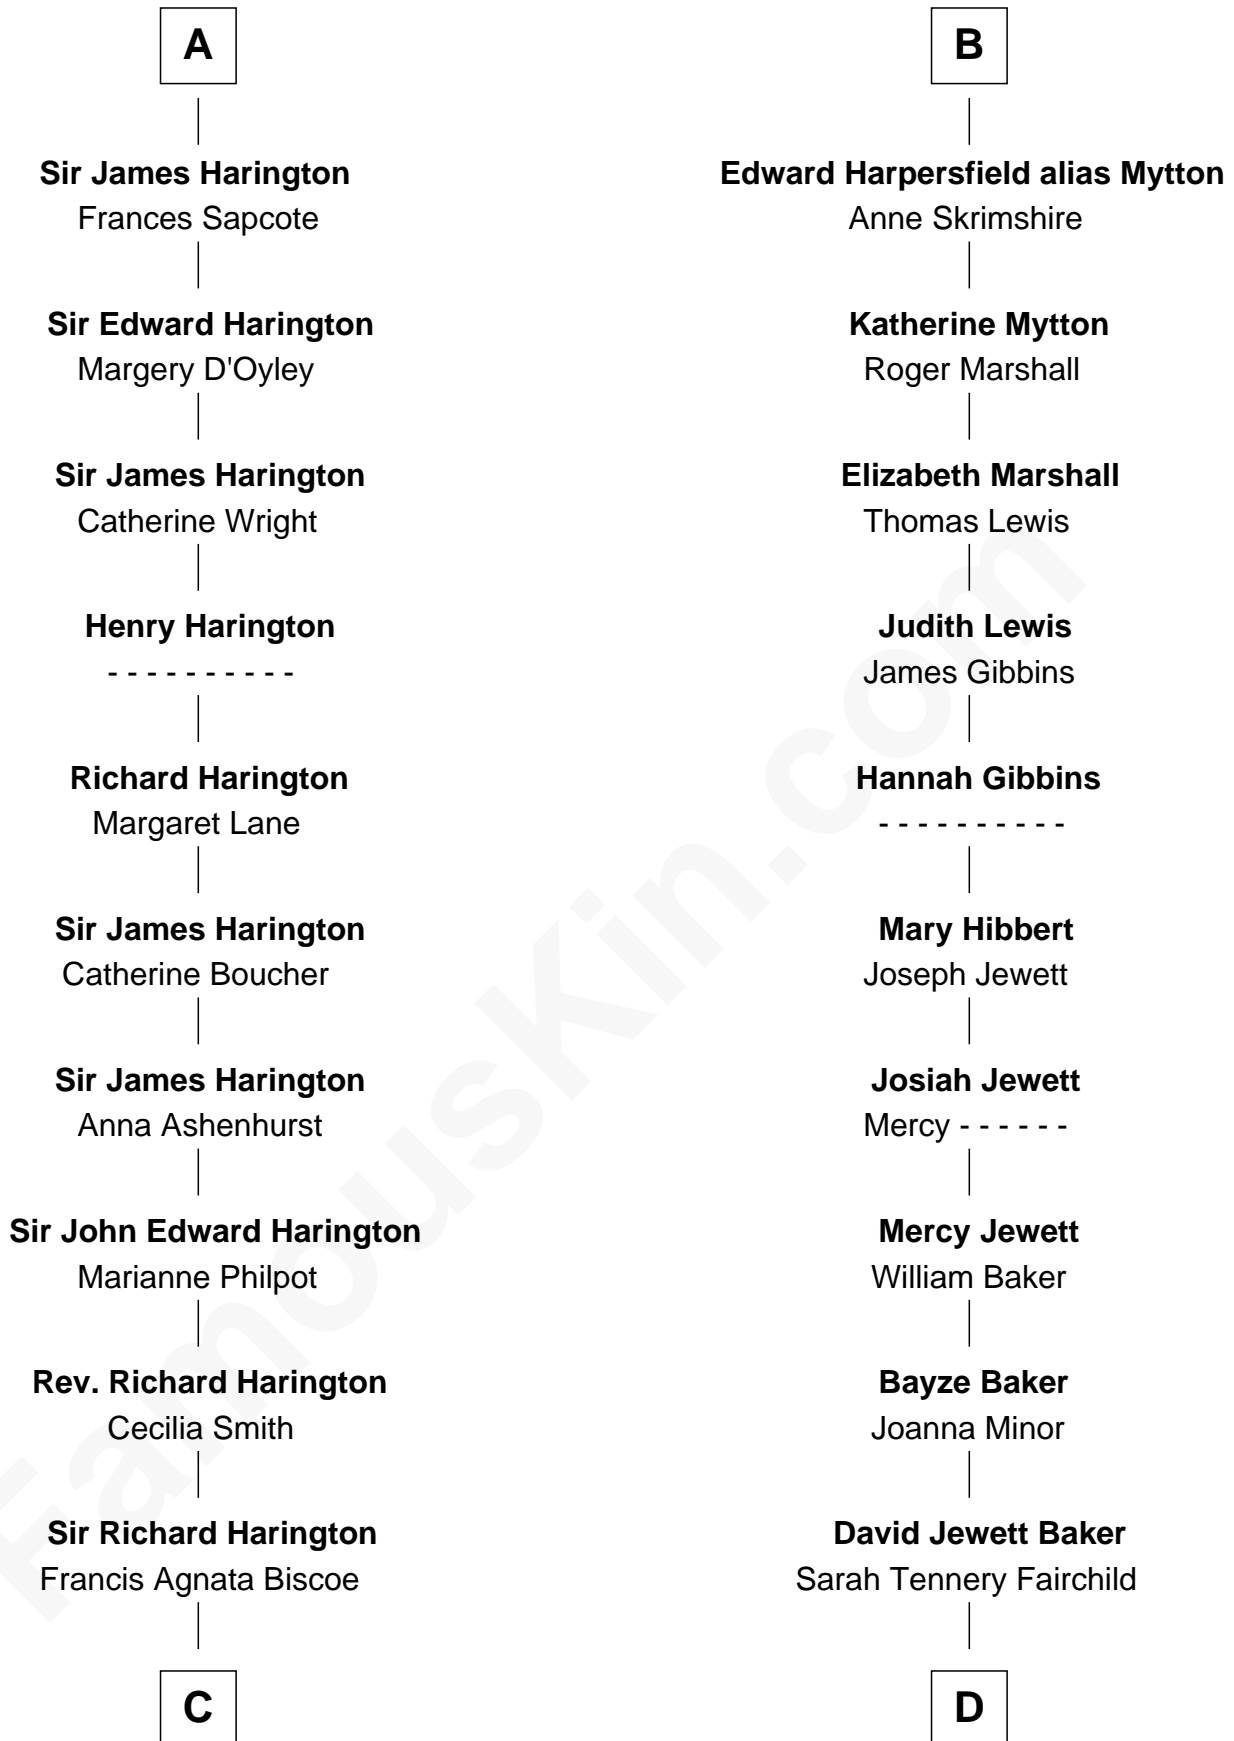 A
Sir James Harington
Frances Sapcote
Sir Edward Harington
Margery D'Oyley
Sir James Harington
Catherine Wright
Henry Harington
- - - - - - - - - -
Richard Harington
Margaret Lane
Sir James Harington
Catherine Boucher
Sir James Harington
Anna Ashenhurst
Sir John Edward Harington
Marianne Philpot
Rev. Richard Harington
Cecilia Smith
Sir Richard Harington
Francis Agnata Biscoe
C
B
Edward Harpersfield alias Mytton
Anne Skrimshire
Katherine Mytton
Roger Marshall
Elizabeth Marshall
Thomas Lewis
Judith Lewis
James Gibbins
Hannah Gibbins
- - - - - - - - - -
Mary Hibbert
Joseph Jewett
Josiah Jewett
Mercy - - - - - -
Mercy Jewett
William Baker
Bayze Baker
Joanna Minor
David Jewett Baker
Sarah Tennery Fairchild
D
FamousKin.com